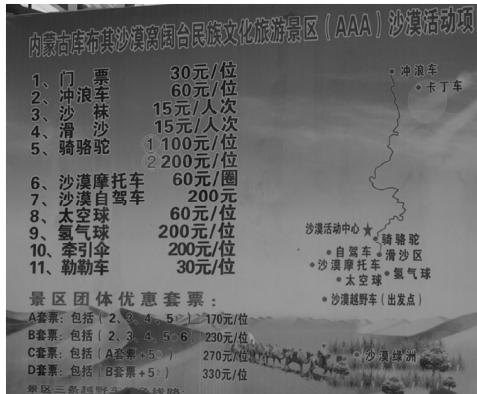 内蒙古库布其沙漠窝阔台民族文化旅游景区（AAA）沙漠活动项
1、门 票 30元/位
2、冲浪车 60元/位
3、沙 袜 15元/人次
4、滑 沙 15元/人次
5、骑骆驼 ①100元/位
②200元/位
6、沙漠摩托车 60元/圈
7、沙漠自驾车 200元
8、太空球 60元/位
9、氢气球 200元/位
10、牵引伞 200元/位
11、勒勒车 30元/位
景区团体优惠套票：
A套票：包括（2、3、4、5 ）170元/位
B套票：包括（2、3、4、5 6）230元/位
C套票：包括（A套票+5 ）270元/位
D套票：包括（B套票+5 ）330元/位
景区三条越野车 线路：
冲浪车
卡丁车
沙漠活动中心
骑骆驼
自驾车
滑沙区
沙漠摩托车
氢气球
太空球
沙漠越野车（出发点）
沙漠绿洲